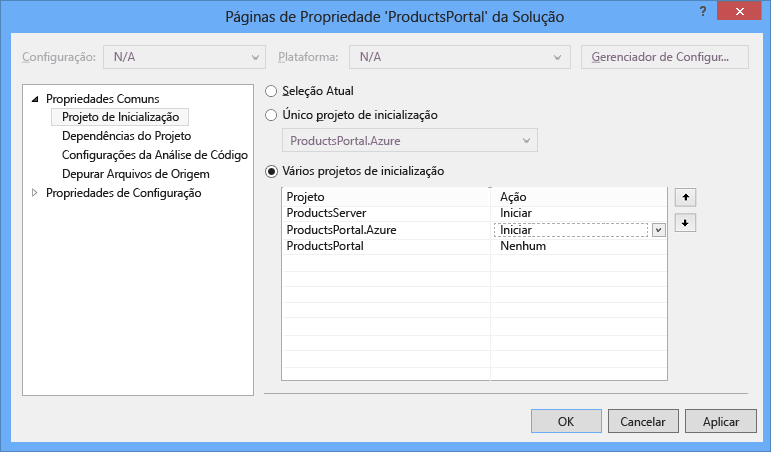 Páginas de Propriedade 'ProductsPortal' da Solução
?
Configuração: N/A Plataforma: N/A Gerenciador de Configur...
Propriedades Comuns
Projeto de Inicialização
Dependências do Projeto
Configurações da Análise de Código
Depurar Arquivos de Origem
Propriedades de Configuração
Seleção Atual
Único projeto de inicialização
ProductsPortal.Azure
Vários projetos de inicialização
Projeto Ação
ProductsServer Iniciar
ProductsPortal.Azure Iniciar
ProductsPortal Nenhum
OK Cancelar Aplicar